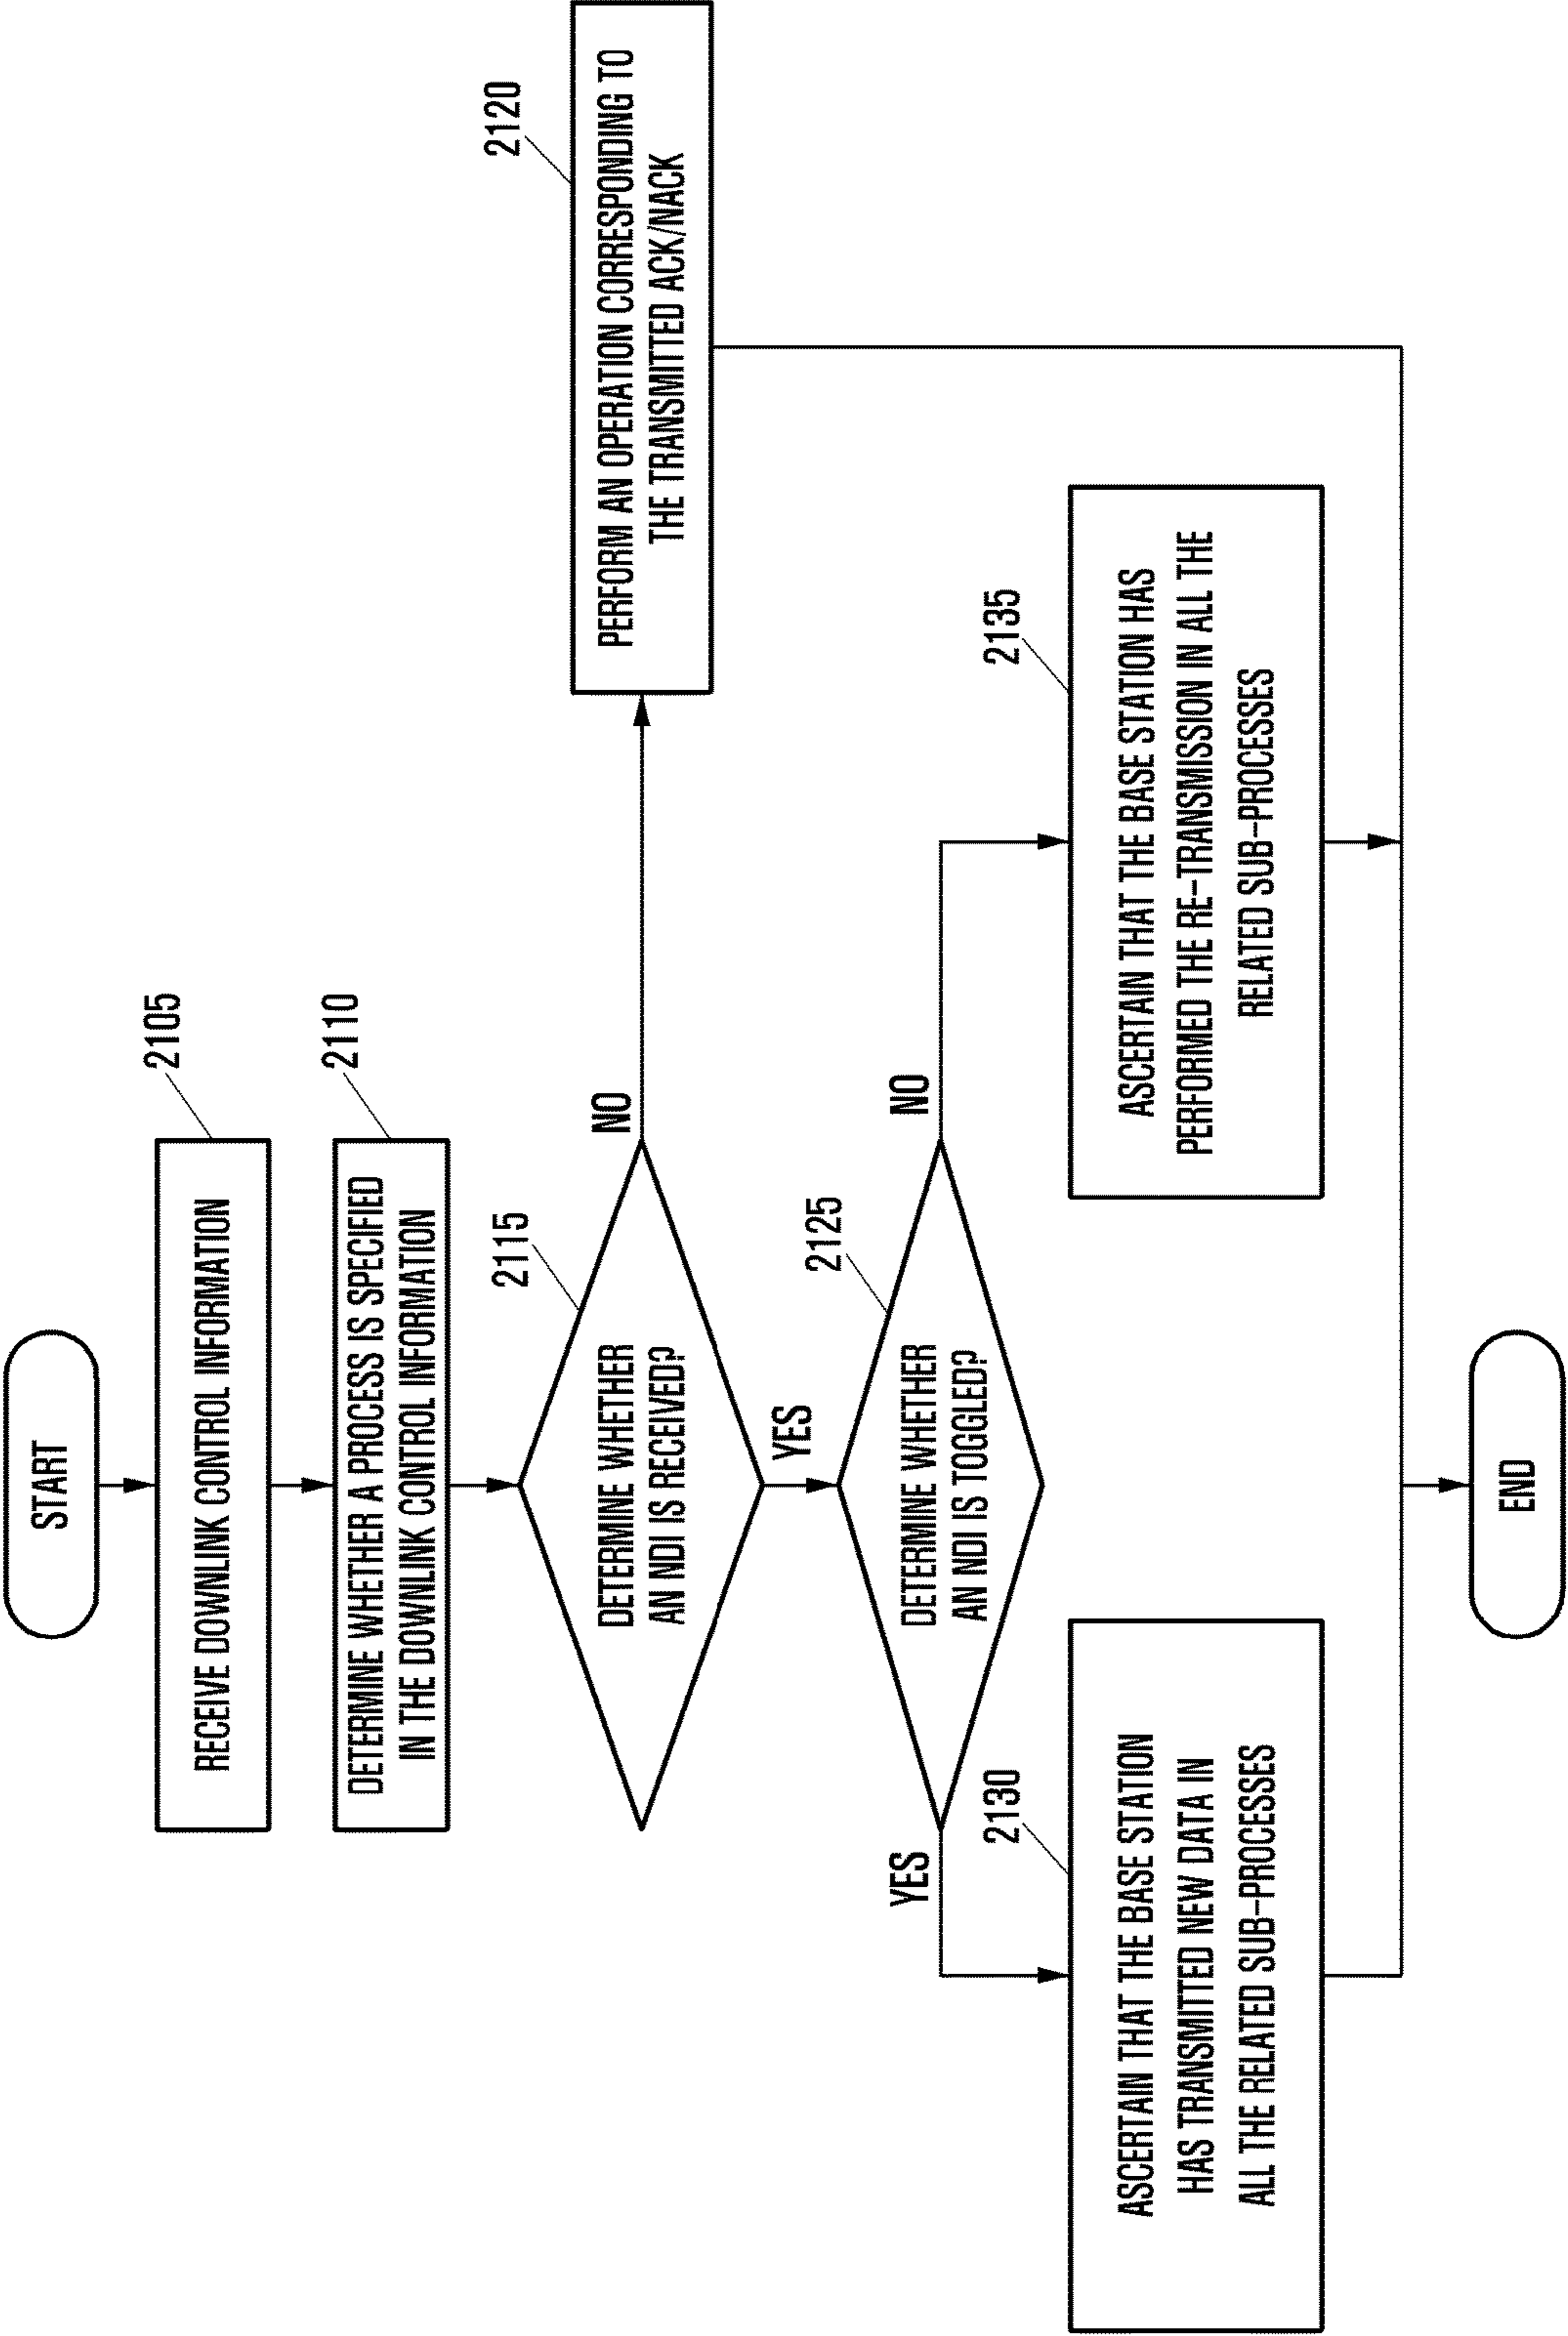 START
2105
RECEIVE DOWNLINK CONTROL INFORMATION
2110
DETERMINE WHETHER A PROCESS IS SPECIFIED
IN THE DOWNLINK CONTROL INFORMATION
2115
DETERMINE WHETHER
AN NDI IS RECEIVED?
NO
2120
PERFORM AN OPERATION CORRESPONDING TO
THE TRANSMITTED ACK/NACK
YES
2125
DETERMINE WHETHER
AN NDI IS TOGGLED?
YES
NO
2130
ASCERTAIN THAT THE BASE STATION
HAS TRANSMITTED NEW DATA IN
ALL THE RELATED SUB-PROCESSES
2135
ASCERTAIN THAT THE BASE STATION HAS
PERFORMED THE RE-TRANSMISSION IN ALL THE
RELATED SUB-PROCESSES
END